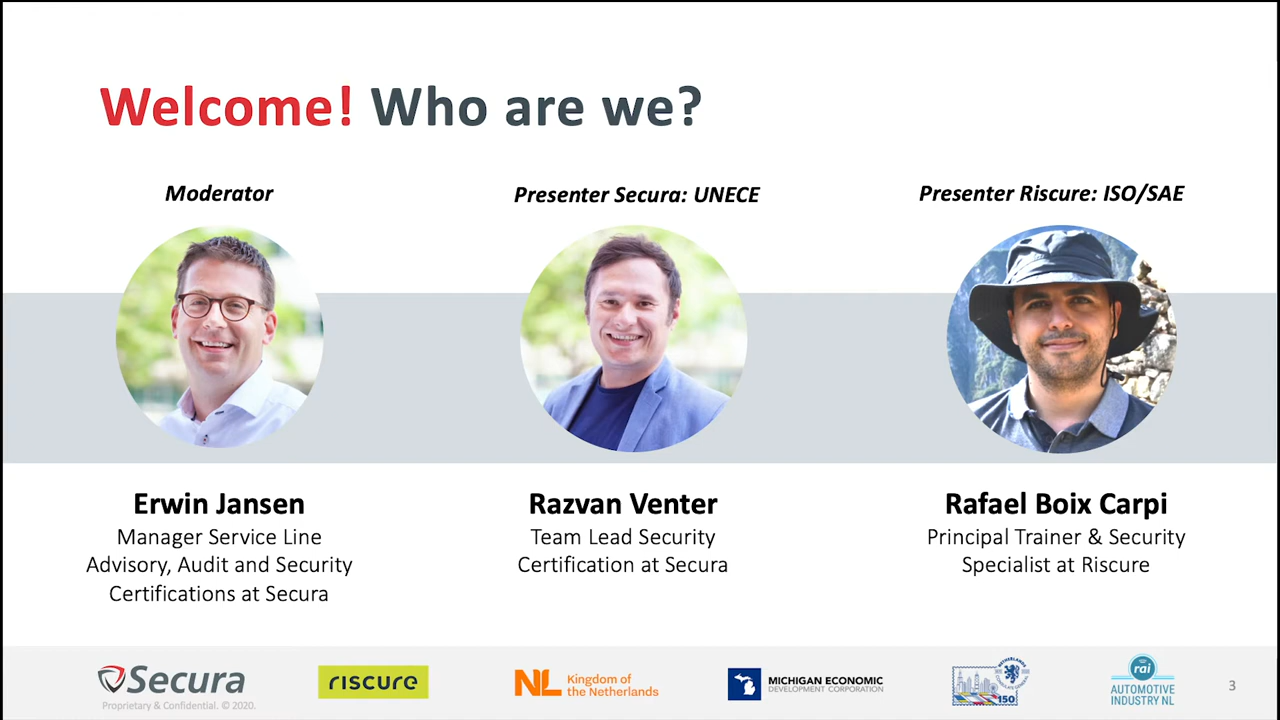 Welcome! Who are we?
Moderator
Presenter Secura: UNECE
Presenter Riscure: ISO/SAE
Erwin Jansen
Manager Service Line
Advisory, Audit and Security
Certifications at Secura
Razvan Venter
Team Lead Security
Certification at Secura
Rafael Boix Carpi
Principal Trainer & Security
Specialist at Riscure
Secura
Proprietary & Confidential. © 2020.
riscure
NL Kingdom of
the Netherlands
MICHIGAN ECONOMIC
DEVELOPMENT CORPORATION
NETHERLANDS
150
rai
AUTOMOTIVE
INDUSTRY NL
3